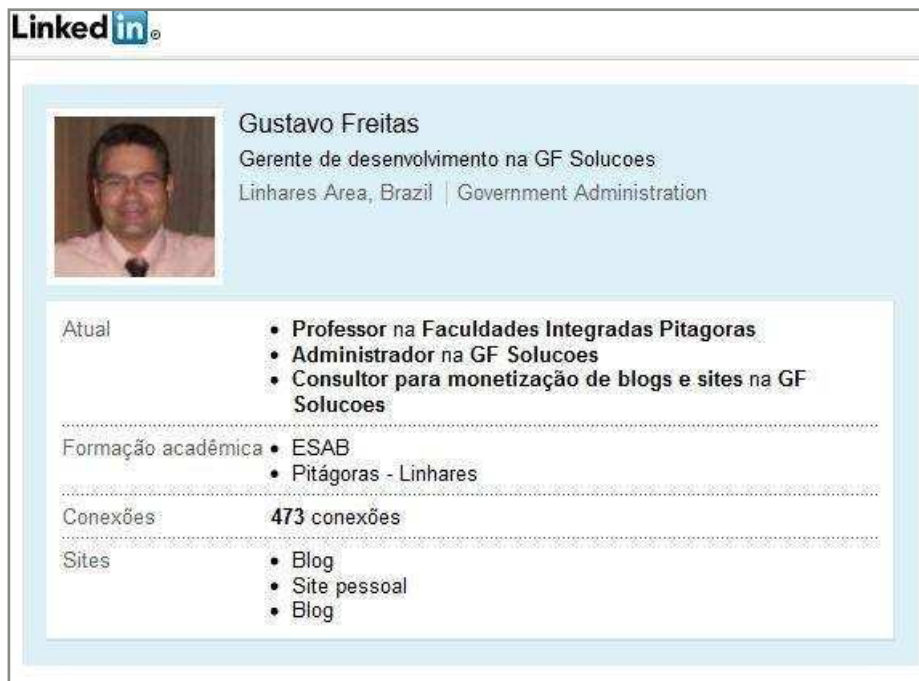 Linked in ®
Gustavo Freitas
Gerente de desenvolvimento na GF Solucoes
Linhares Area, Brazil | Government Administration
Atual
• Professor na Faculdades Integradas Pitagoras
• Administrador na GF Solucoes
• Consultor para monetização de blogs e sites na GF
Solucoes
Formação acadêmica • ESAB
• Pitágoras - Linhares
Conexões 473 conexões
Sites
• Blog
• Site pessoal
• Blog